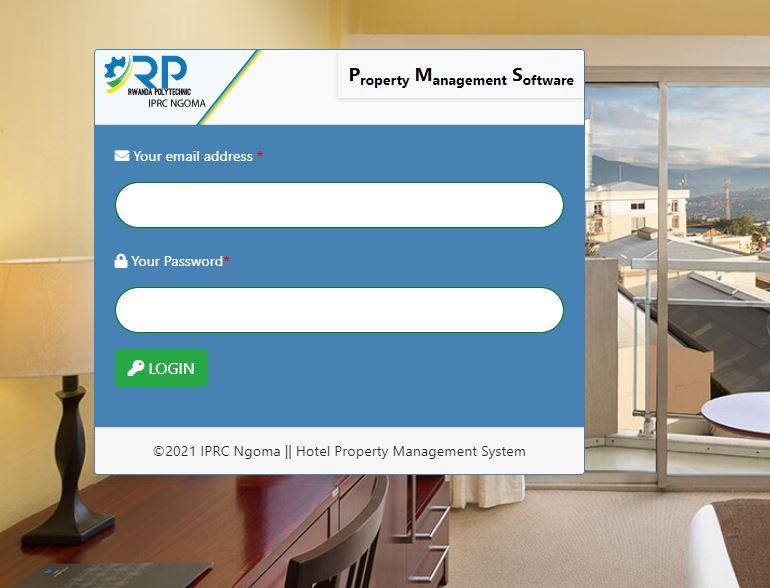 RP
RWANDA POLYTECHNIC
IPRC NGOMA
Property Management Software
Your email address *
Your Password*
LOGIN
©2021 IPRC Ngoma || Hotel Property Management System